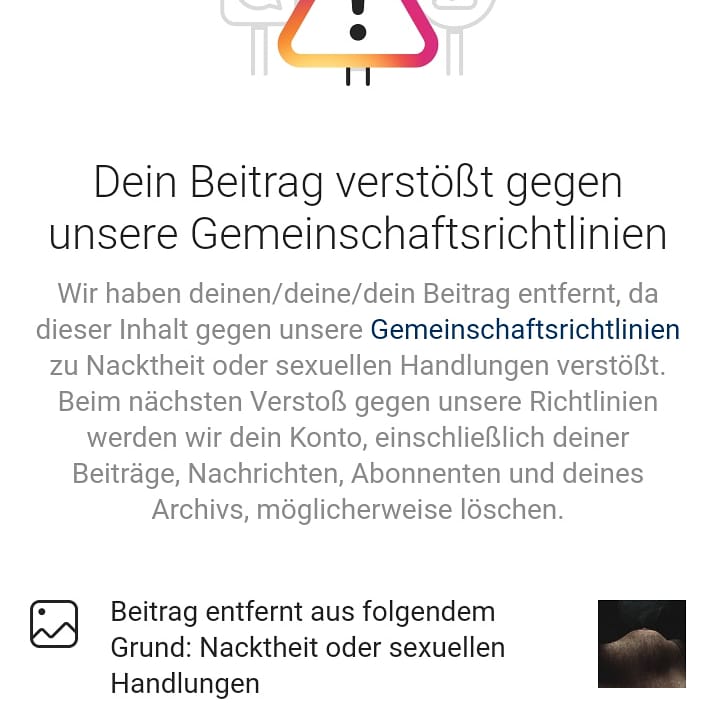 Dein Beitrag verstößt gegen
unsere Gemeinschaftsrichtlinien
Wir haben deinen/deine/dein Beitrag entfernt, da
dieser Inhalt gegen unsere Gemeinschaftsrichtlinien
zu Nacktheit oder sexuellen Handlungen verstößt.
Beim nächsten Verstoß gegen unsere Richtlinien
werden wir dein Konto, einschließlich deiner
Beiträge, Nachrichten, Abonnenten und deines
Archivs, möglicherweise löschen.
Beitrag entfernt aus folgendem
Grund: Nacktheit oder sexuellen
Handlungen